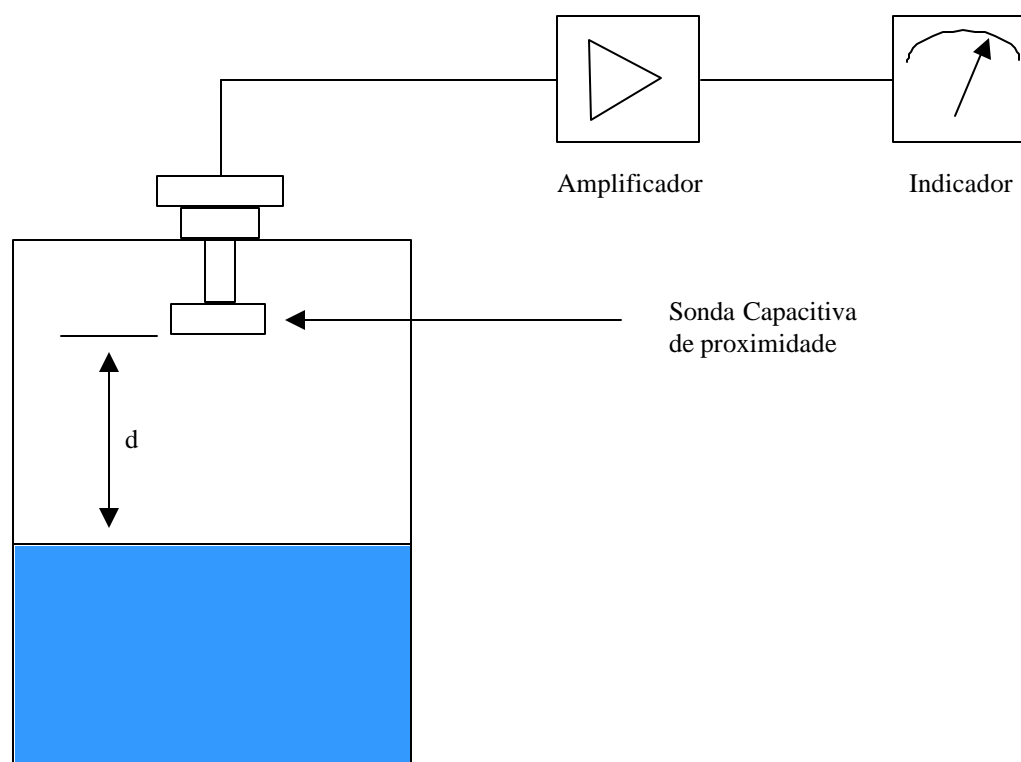 Amplificador
Indicador
Sonda Capacitiva
de proximidade
d